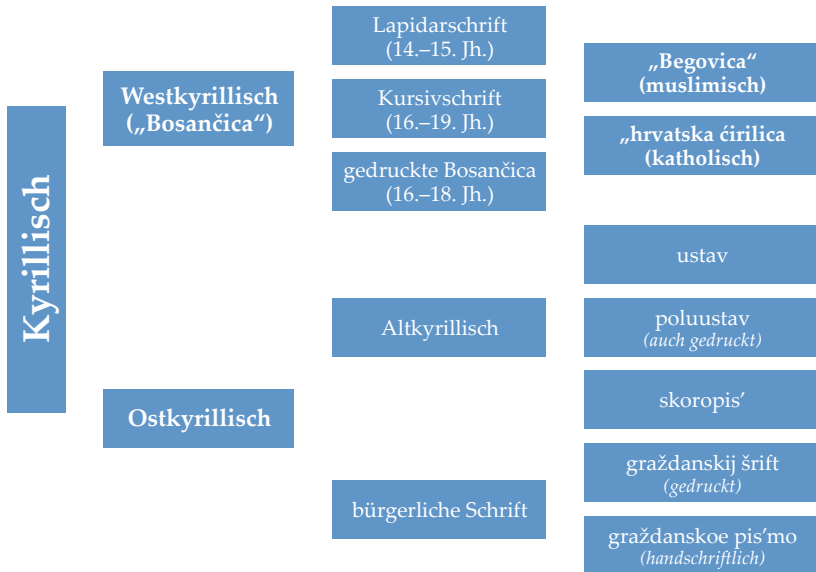 Kyrillisch
Westkyrillisch
(„Bosančica“)
Lapidarschrift
(14.–15. Jh.)
Kursivschrift
(16.–19. Jh.)
gedruckte Bosančica
(16.–18. Jh.)
„Begovica“
(muslimisch)
„hrvatska ćirilica
(katholisch)
Ostkyrillisch
Altkyrillisch
ustav
poluustav
(auch gedruckt)
skoropis’
bürgerliche Schrift
graždanskij šrift
(gedruckt)
graždanskoe pis’mo
(handschriftlich)